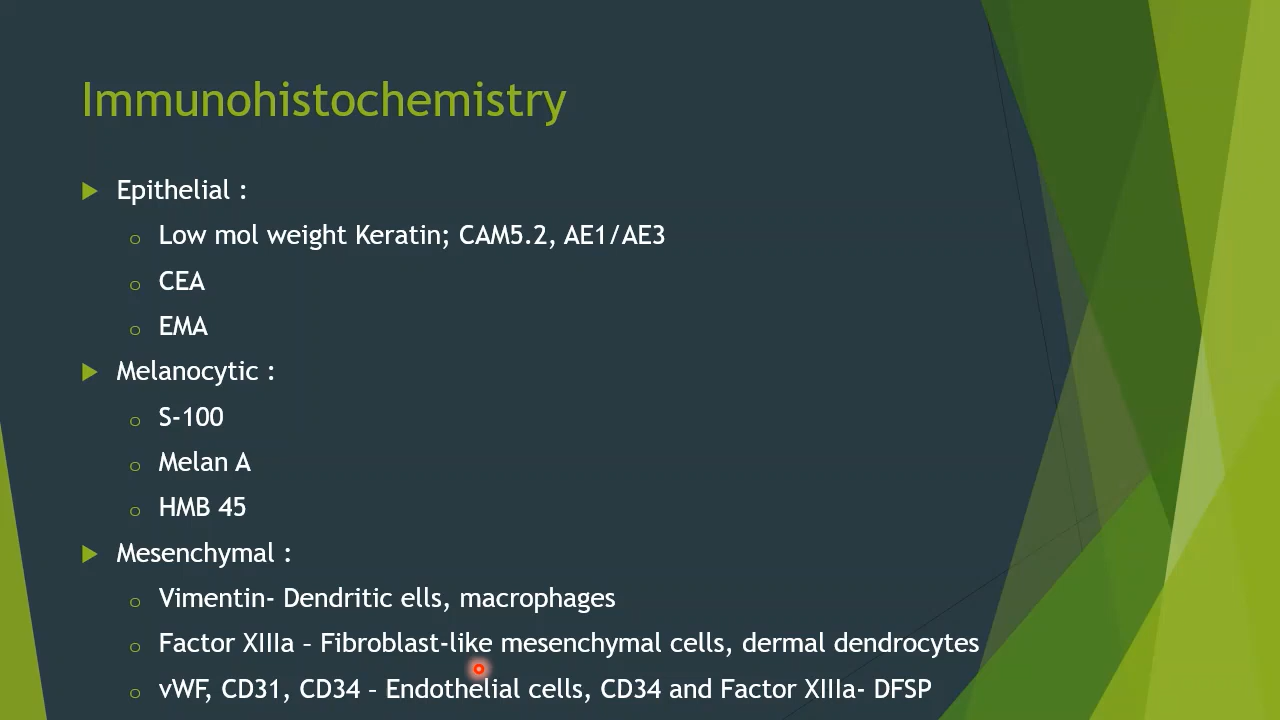 Immunohistochemistry
Epithelial :
Low mol weight Keratin; CAM5.2, AE1/AE3
CEA
EMA
Melanocytic :
S-100
Melan A
HMB 45
Mesenchymal :
Vimentin- Dendritic ells, macrophages
Factor XIIIa – Fibroblast-like mesenchymal cells, dermal dendrocytes
vWF, CD31, CD34 – Endothelial cells, CD34 and Factor XIIIa- DFSP